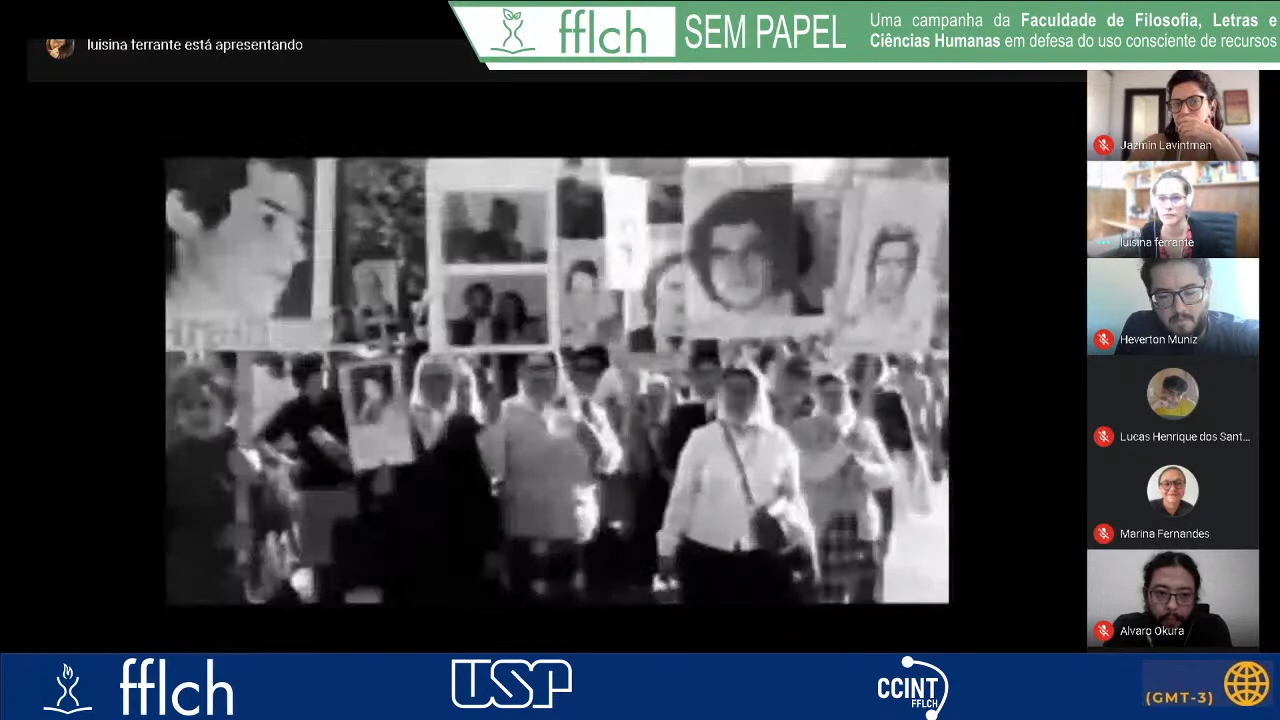 luisina ferrante está apresentando
fflch
SEM PAPEL
Uma campanha da Faculdade de Filosofia, Letras e
Ciências Humanas em defesa do uso consciente de recursos
Jazmin Lavintman
luisina ferrante
Heverton Muniz
Lucas Henrique dos Sant...
Marina Fernandes
Alvaro Okura
fflch
USP
CCINT
FFLCH
(GMT-3)